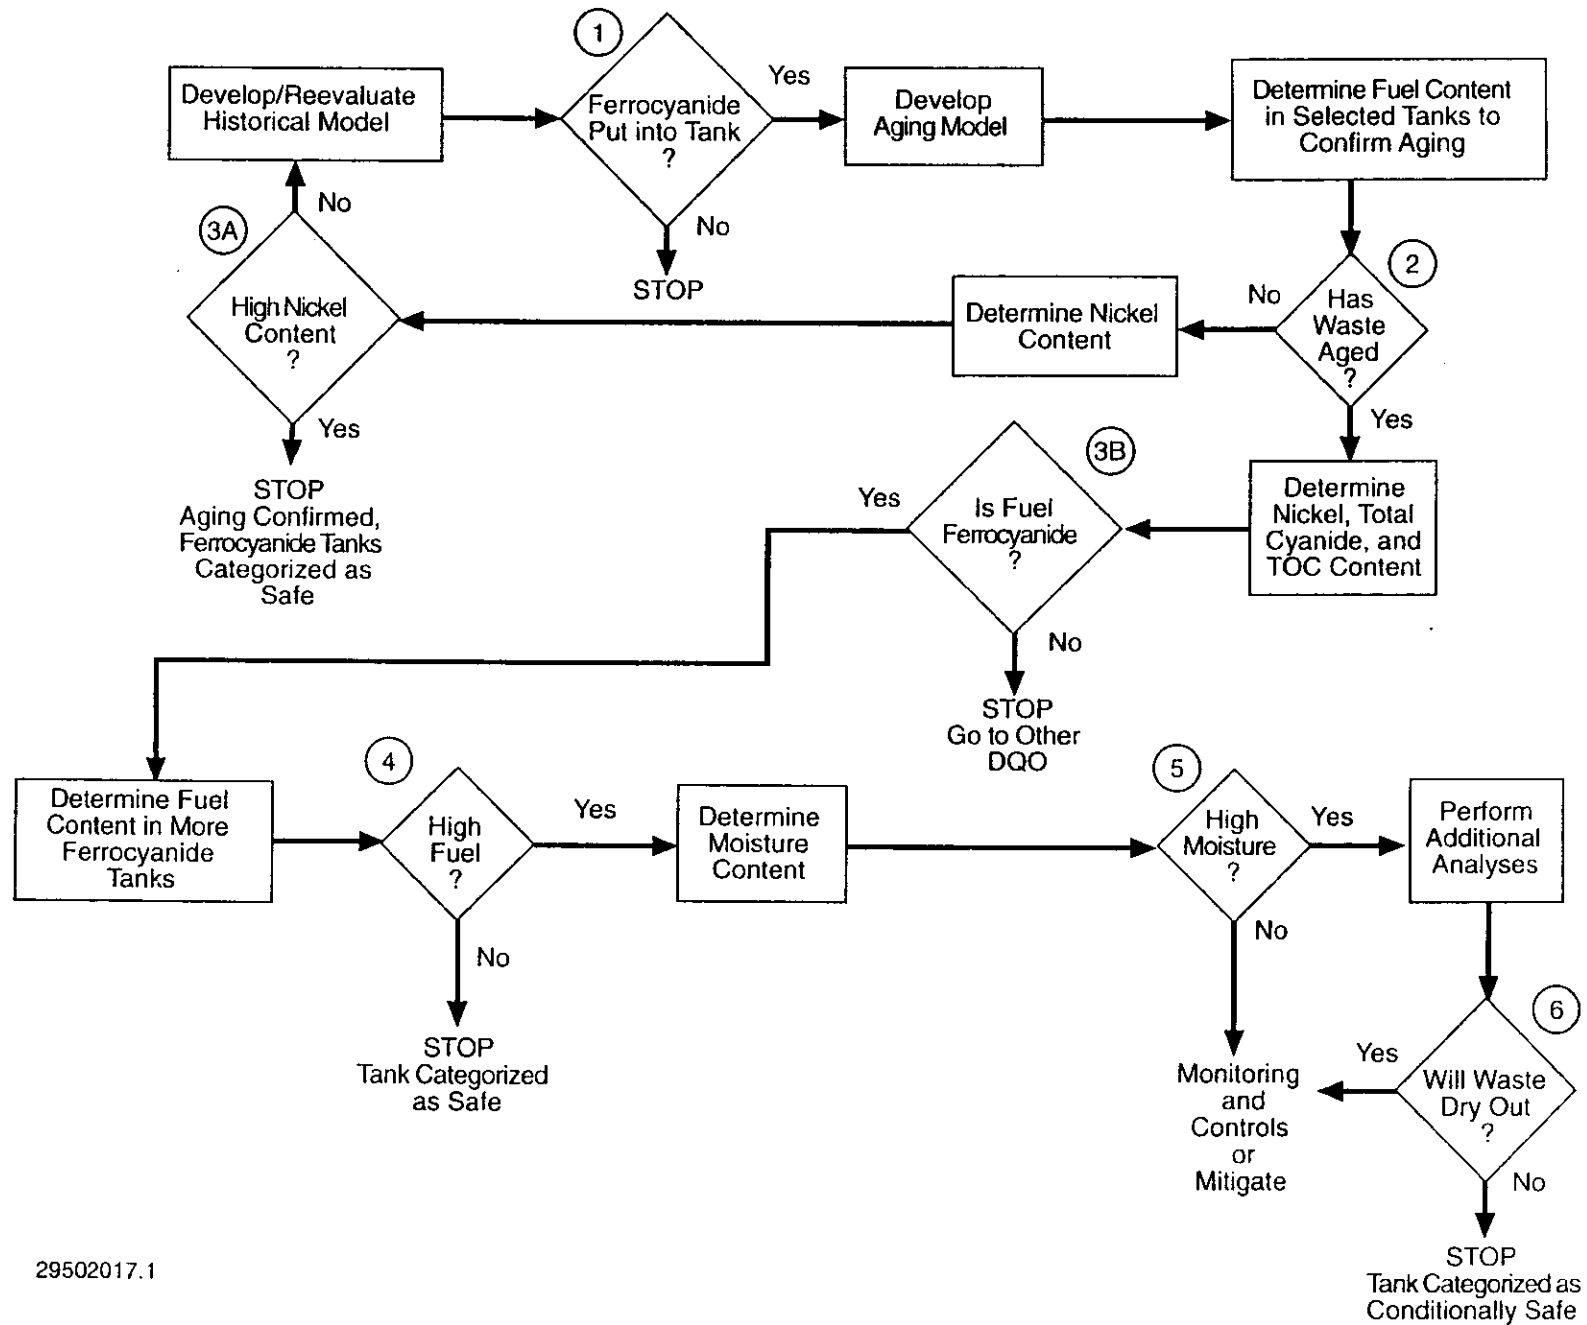 1
Develop/Reevaluate
Historical Model
Ferrocyanide
Put into Tank
?
Yes
No
STOP
Develop
Aging Model
Determine Fuel Content
in Selected Tanks to
Confirm Aging
2
Has
Waste
Aged
?
No
Yes
Determine Nickel
Content
3A
No
High Nickel
Content
?
Yes
STOP
Aging Confirmed,
Ferrocyanide Tanks
Categorized as
Safe
Determine
Nickel, Total
Cyanide, and
TOC Content
3B
Is Fuel
Ferrocyanide
?
Yes
No
STOP
Go to Other
DQO
Determine Fuel
Content in More
Ferrocyanide
Tanks
4
High
Fuel
?
Yes
No
STOP
Tank Categorized
as Safe
Determine
Moisture
Content
5
High
Moisture
?
Yes
No
Perform
Additional
Analyses
Monitoring
and
Controls
or
Mitigate
6
Will Waste
Dry Out
?
Yes
No
STOP
Tank Categorized as
Conditionally Safe
29502017.1